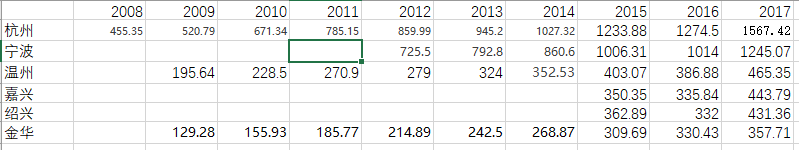 2008 2009 2010 2011 2012 2013 2014 2015 2016 2017
杭州 455.35 520.79 671.34 785.15 859.99 945.2 1027.32 1233.88 1274.5 1567.42
宁波 725.5 792.8 860.6 1006.31 1014 1245.07
温州 195.64 228.5 270.9 279 324 352.53 403.07 386.88 465.35
嘉兴 350.35 335.84 443.79
绍兴 362.89 332 431.36
金华 129.28 155.93 185.77 214.89 242.5 268.87 309.69 330.43 357.71